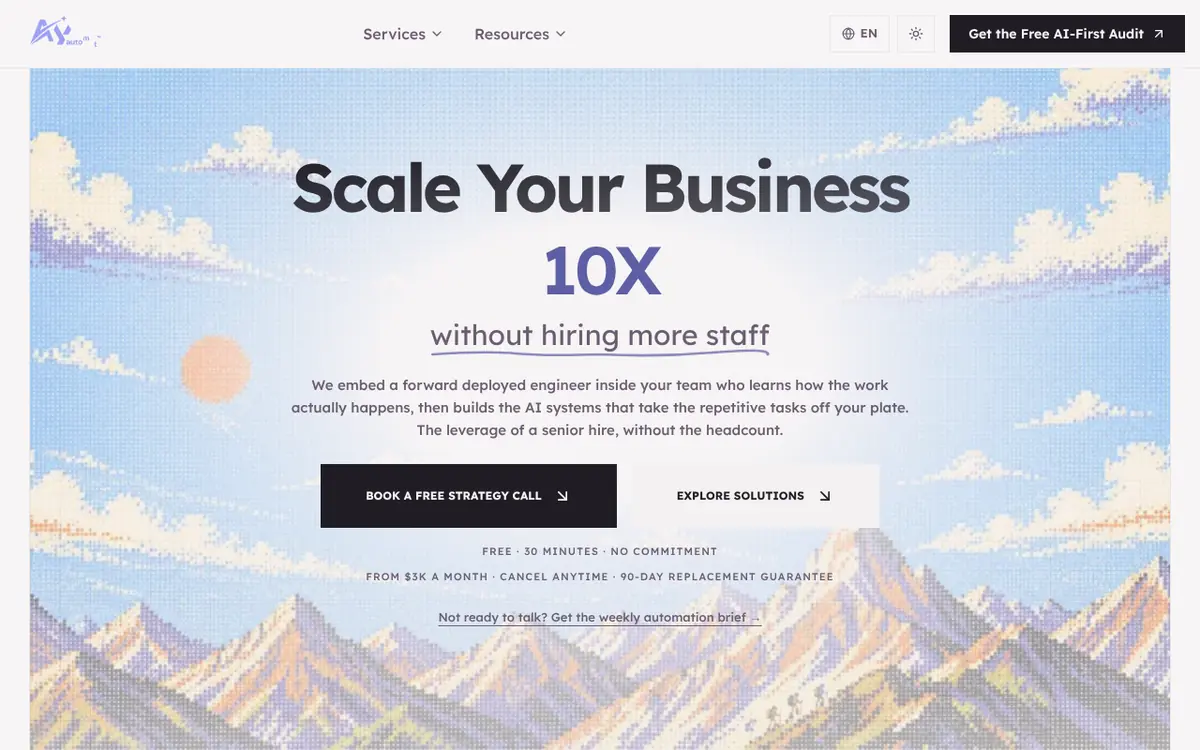 AY auto
Services
Resources
EN
Get the Free AI-First Audit
Scale Your Business
10X
without hiring more staff
We embed a forward deployed engineer inside your team who learns how the work
actually happens, then builds the AI systems that take the repetitive tasks off your plate.
The leverage of a senior hire, without the headcount.
BOOK A FREE STRATEGY CALL
EXPLORE SOLUTIONS
FREE · 30 MINUTES · NO COMMITMENT
FROM $3K A MONTH · CANCEL ANYTIME · 90-DAY REPLACEMENT GUARANTEE
Not ready to talk? Get the weekly automation brief →